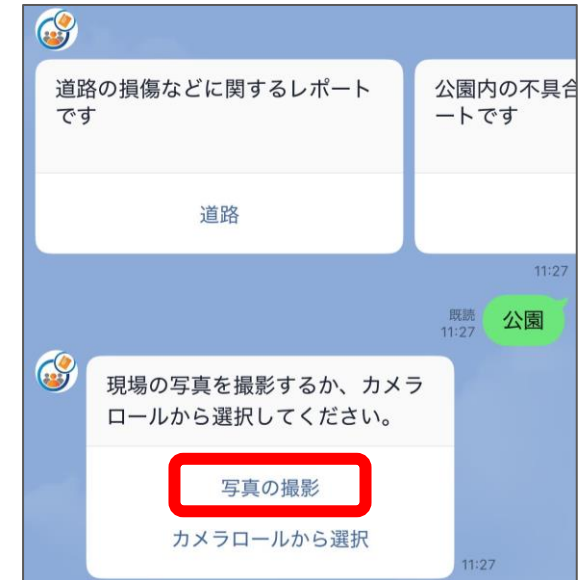 道路の損傷などに関するレポート
です
道路
公園内の不具合
ートです
11:27
既読
11:27
公園
現場の写真を撮影するか、カメラ
ロールから選択してください。
写真の撮影
カメラロールから選択
11:27